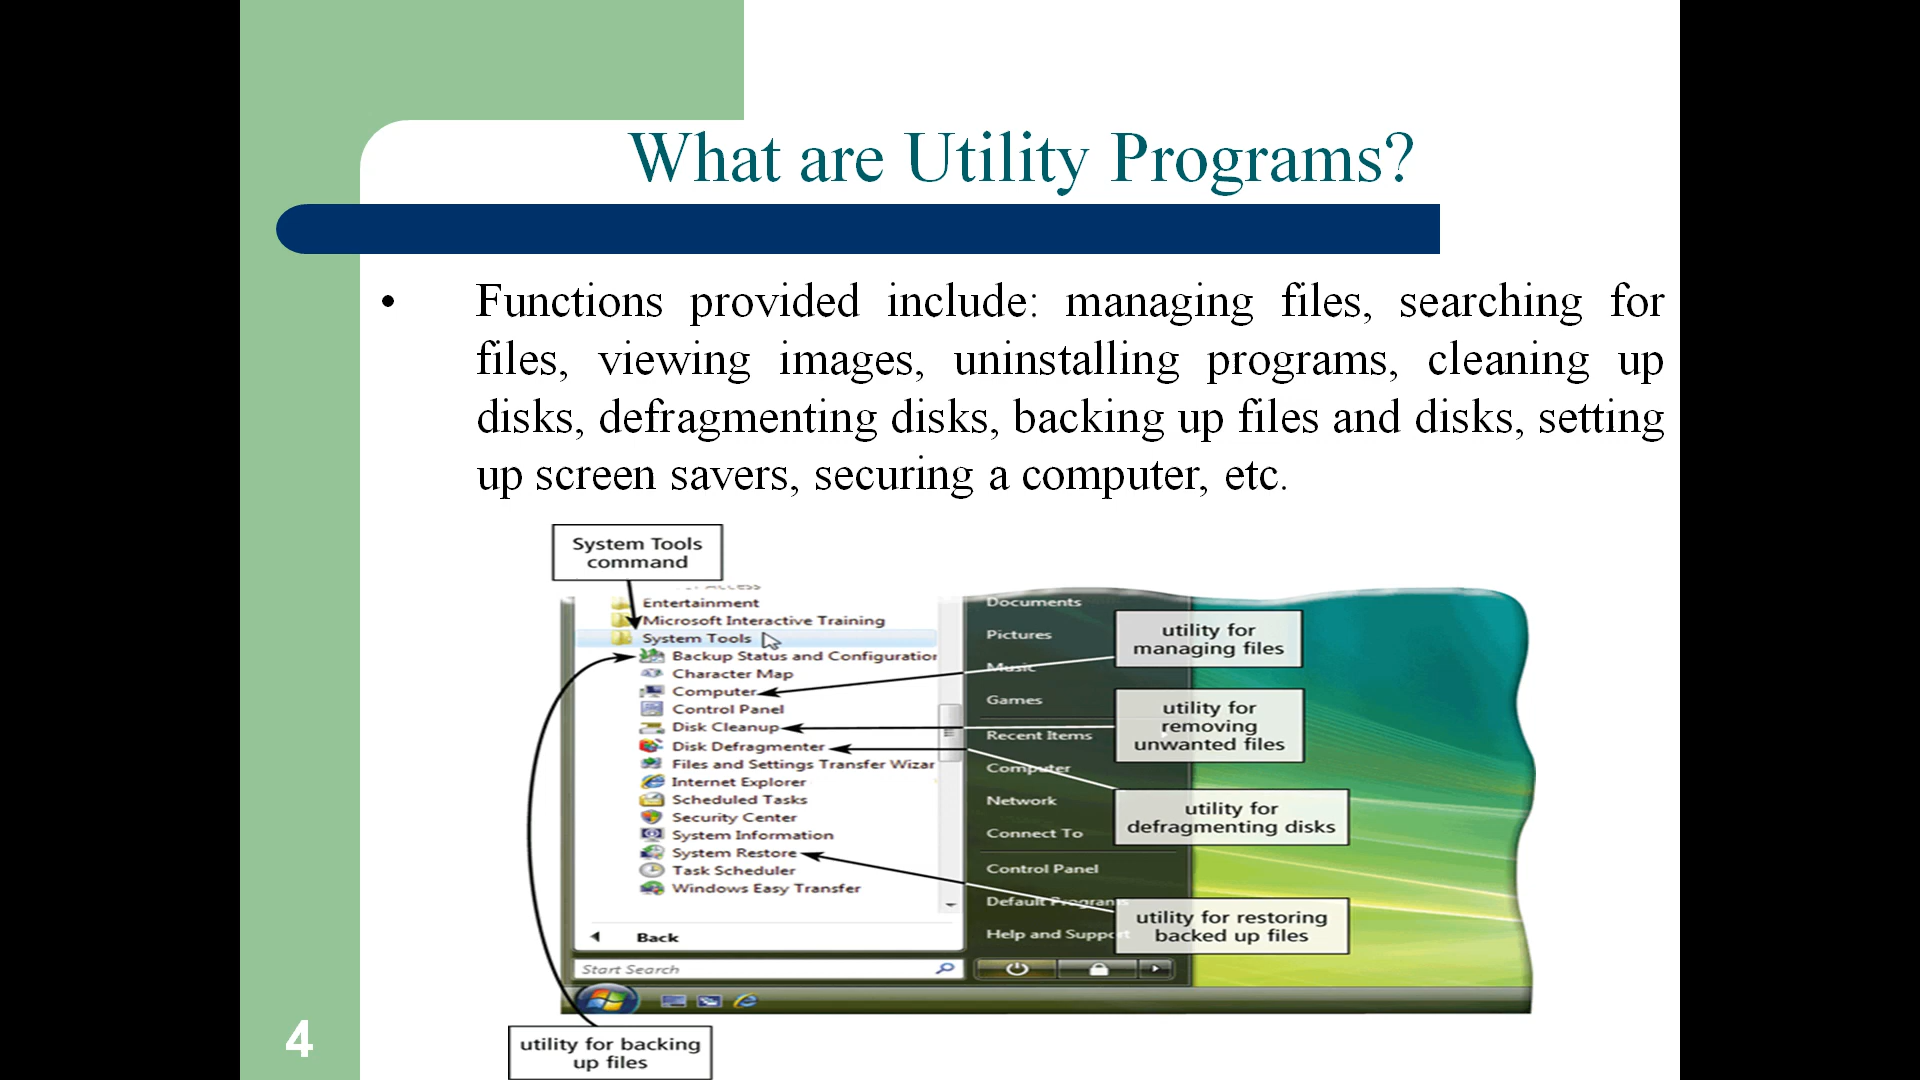 What are Utility Programs?
• Functions provided include: managing files, searching for
files, viewing images, uninstalling programs, cleaning up
disks, defragmenting disks, backing up files and disks, setting
up screen savers, securing a computer, etc.
System Tools
command
Entertainment
Microsoft Interactive Training
System Tools
Backup Status and Configuration
Character Map
Computer
Control Panel
Disk Cleanup
Disk Defragmenter
Files and Settings Transfer Wizar
Internet Explorer
Scheduled Tasks
Security Center
System Information
System Restore
Task Scheduler
Windows Easy Transfer
Back
Start Search
Documents
Pictures
Music
Games
Recent Items
Computer
Network
Connect To
Control Panel
Default Program
Help and Suppo
utility for
managing files
utility for
removing
unwanted files
utility for
defragmenting disks
utility for restoring
backed up files
utility for backing
up files
4